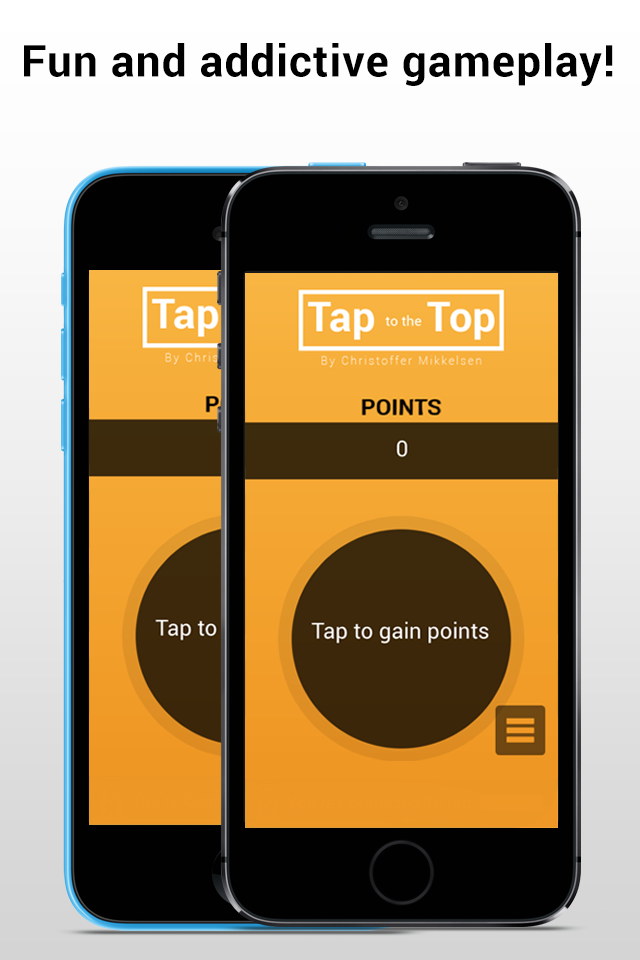 Fun and addictive gameplay!
Tap
By Chris
P
Tap to
Tap to the Top
By Christoffer Mikkelsen
POINTS
0
Tap to gain points